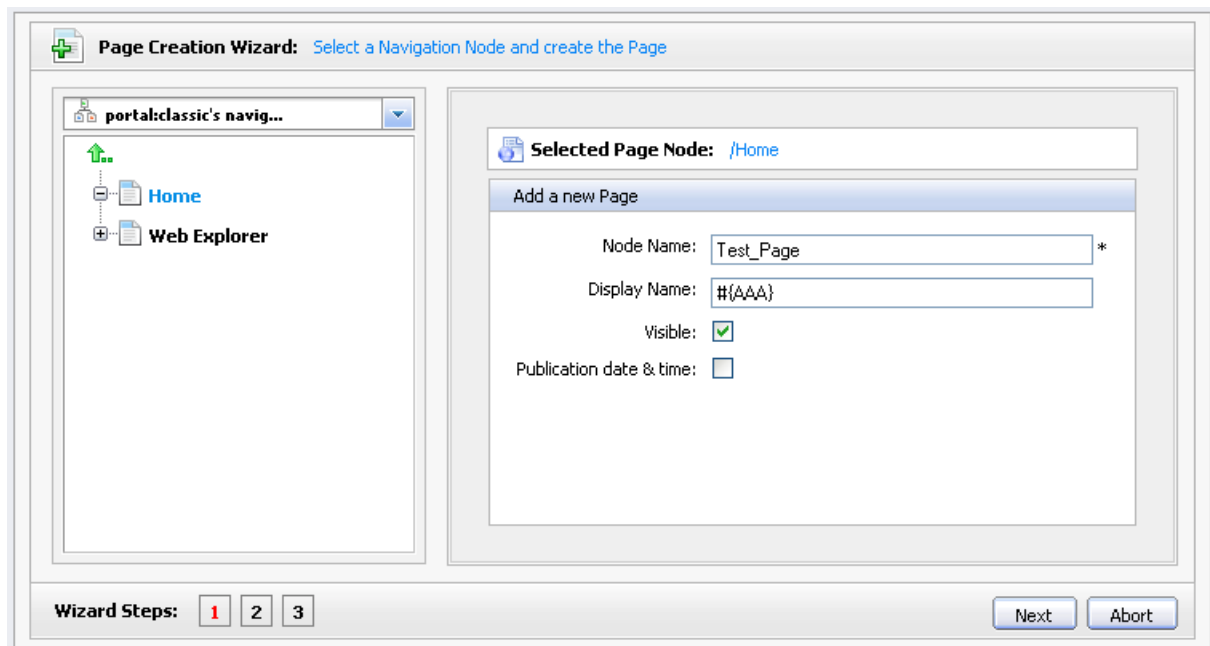 Page Creation Wizard: Select a Navigation Node and create the Page
portal:classic's navig...
Home
Web Explorer
Selected Page Node: /Home
Add a new Page
Node Name: Test_Page *
Display Name: #{AAA}
Visible:
Publication date & time:
Wizard Steps: 1 2 3
Next Abort